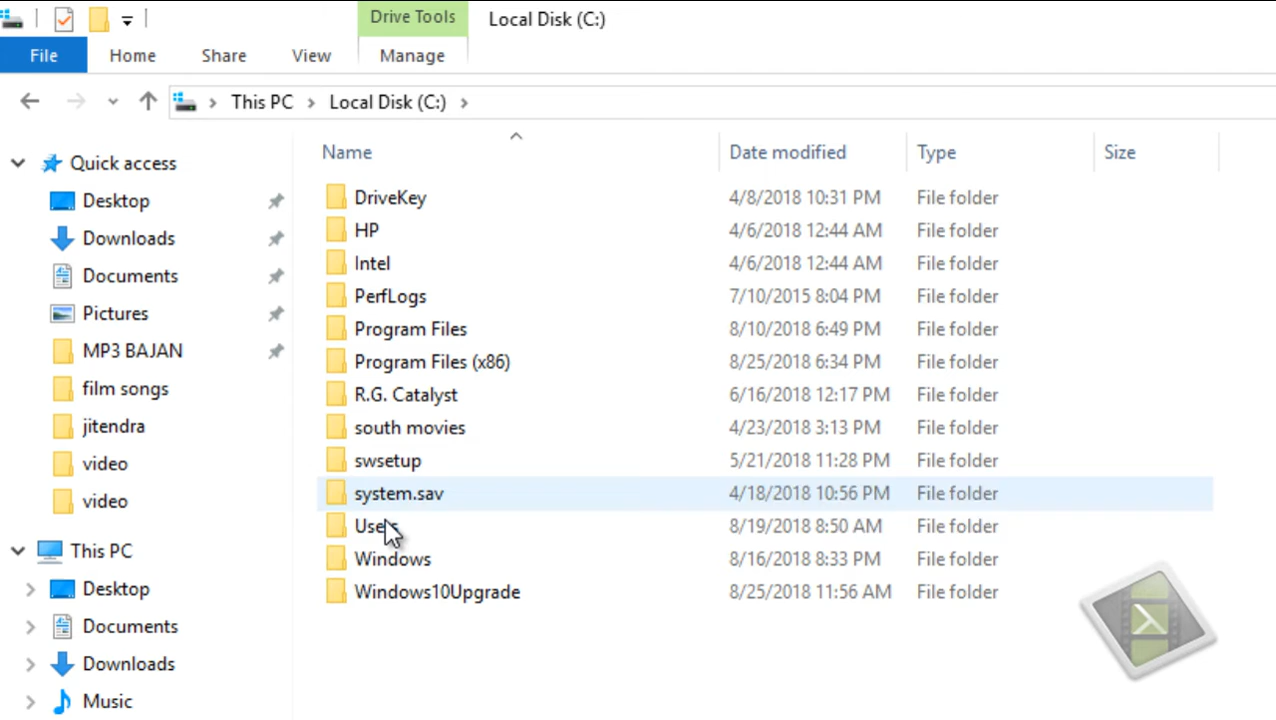 Drive Tools Local Disk (C:)
File Home Share View Manage
This PC Local Disk (C:)
Name Date modified Type Size
Quick access
Desktop
Downloads
Documents
Pictures
MP3 BAJAN
film songs
jitendra
video
video
This PC
Desktop
Documents
Downloads
Music
DriveKey 4/8/2018 10:31 PM File folder
HP 4/6/2018 12:44 AM File folder
Intel 4/6/2018 12:44 AM File folder
PerfLogs 7/10/2015 8:04 PM File folder
Program Files 8/10/2018 6:49 PM File folder
Program Files (x86) 8/25/2018 6:34 PM File folder
R.G. Catalyst 6/16/2018 12:17 PM File folder
south movies 4/23/2018 3:13 PM File folder
swsetup 5/21/2018 11:28 PM File folder
system.sav 4/18/2018 10:56 PM File folder
Users 8/19/2018 8:50 AM File folder
Windows 8/16/2018 8:33 PM File folder
Windows10Upgrade 8/25/2018 11:56 AM File folder